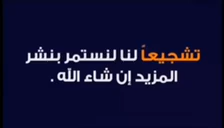 تشجيعاً لنا لنستمر بنشر
المزيد إن شاء الله .